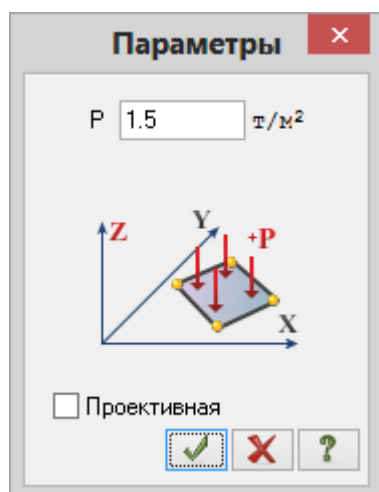 Параметры
P 1.5 т/м²
Z
Y
+P
X
Проективная
?